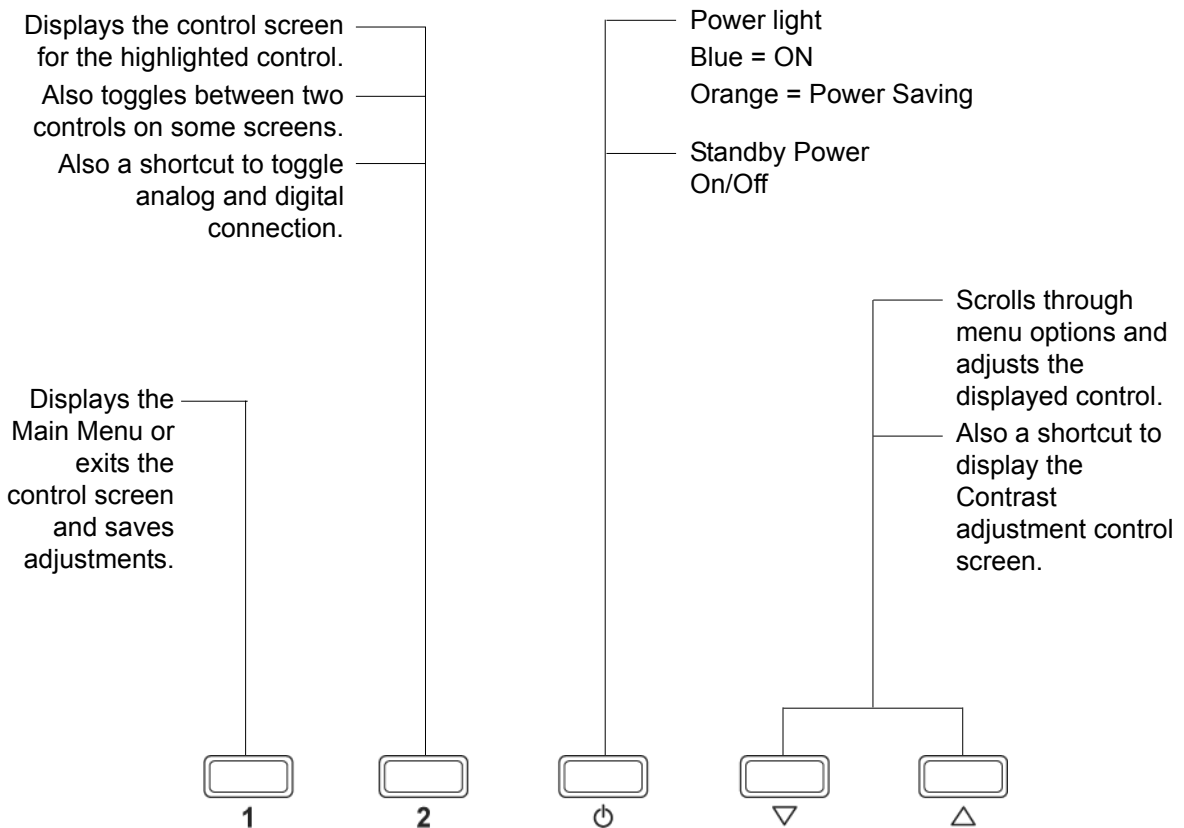 Displays the control screen
for the highlighted control.
Also toggles between two
controls on some screens.
Also a shortcut to toggle
analog and digital
connection.
Power light
Blue = ON
Orange = Power Saving
Standby Power
On/Off
Scrolls through
menu options and
adjusts the
displayed control.
Also a shortcut to
display the
Contrast
adjustment control
screen.
Displays the
Main Menu or
exits the
control screen
and saves
adjustments.
1
2